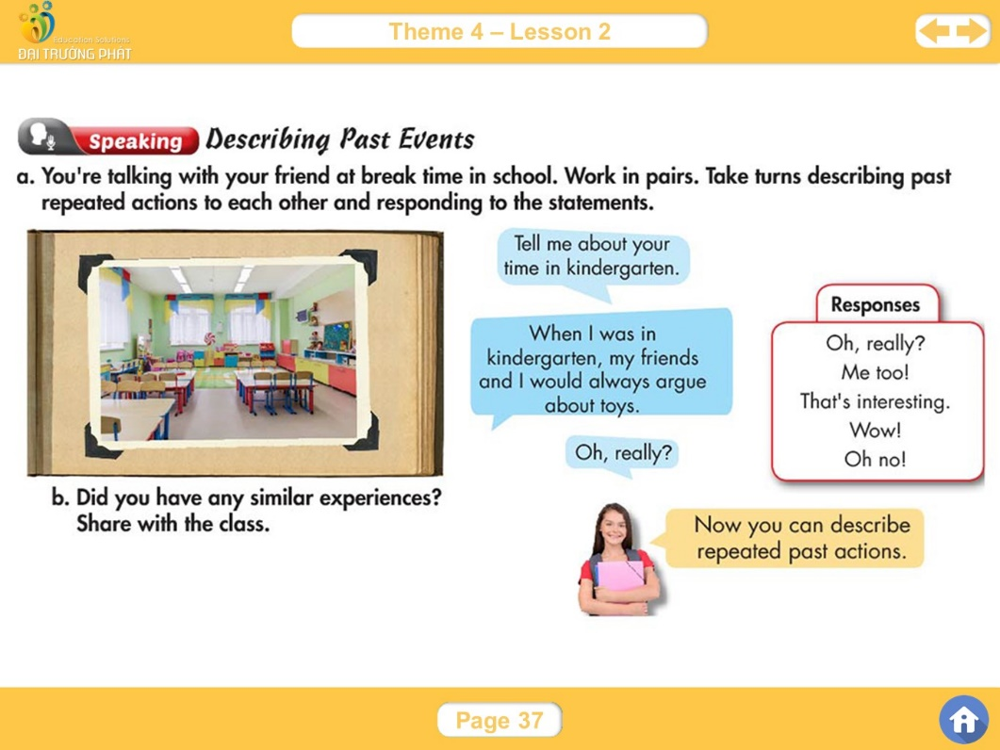 Education Solutions
ĐẠI TRƯỜNG PHÁT
Theme 4 – Lesson 2
Speaking Describing Past Events
a. You're talking with your friend at break time in school. Work in pairs. Take turns describing past
repeated actions to each other and responding to the statements.
Tell me about your
time in kindergarten.
When I was in
kindergarten, my friends
and I would always argue
about toys.
Oh, really?
Responses
Oh, really?
Me too!
That's interesting.
Wow!
Oh no!
b. Did you have any similar experiences?
Share with the class.
Now you can describe
repeated past actions.
Page 37